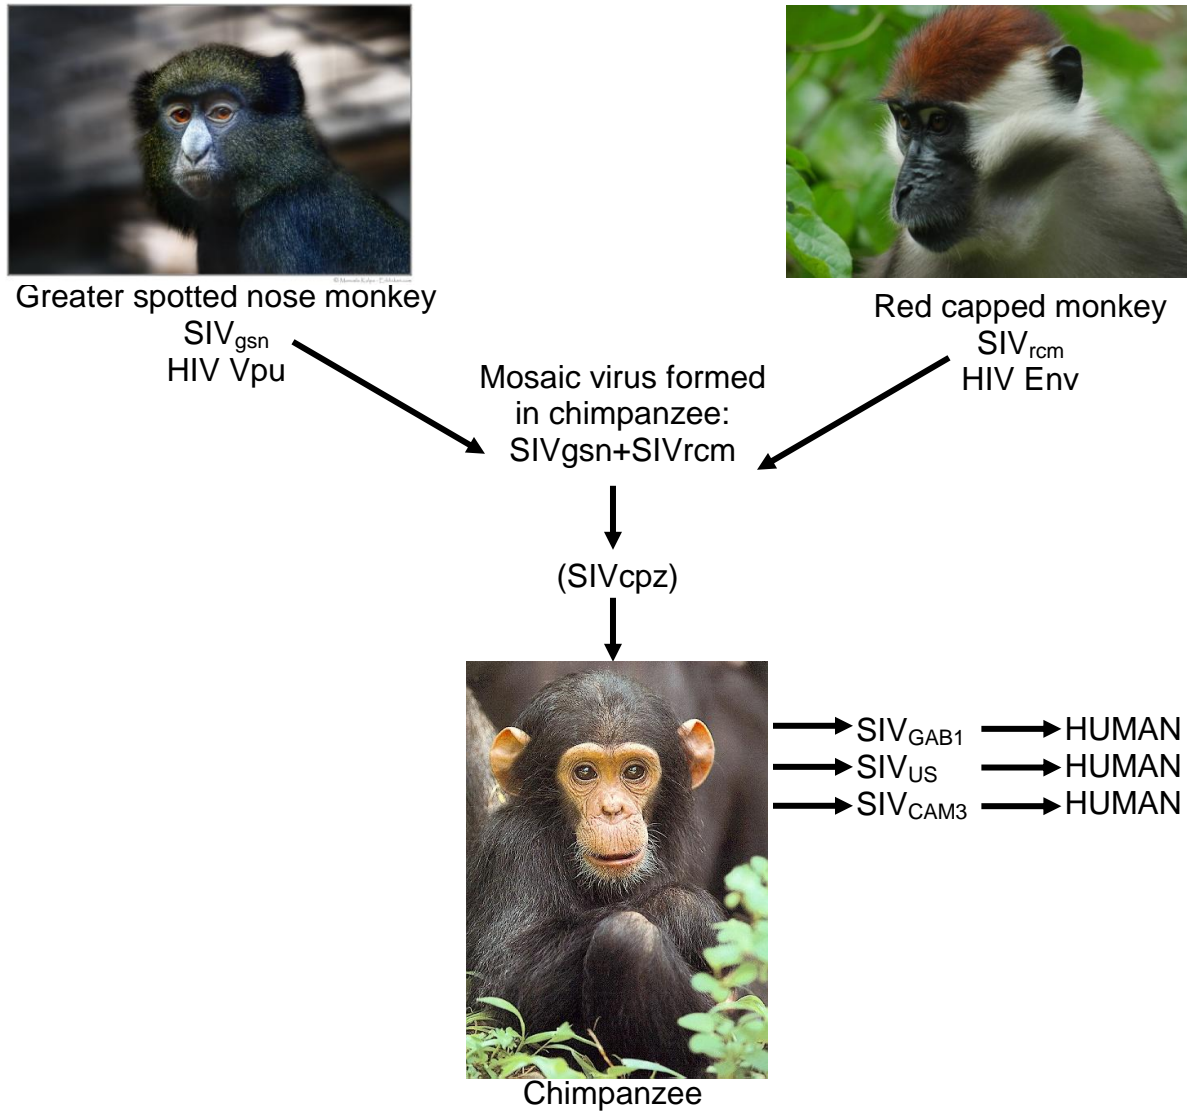 Greater spotted nose monkey
SIVgsn
HIV Vpu
Red capped monkey
SIVrcm
HIV Env
Mosaic virus formed
in chimpanzee:
SIVgsn+SIVrcm
(SIVcpz)
SIVGAB1
HUMAN
SIVUS
HUMAN
SIVCAM3
HUMAN
Chimpanzee